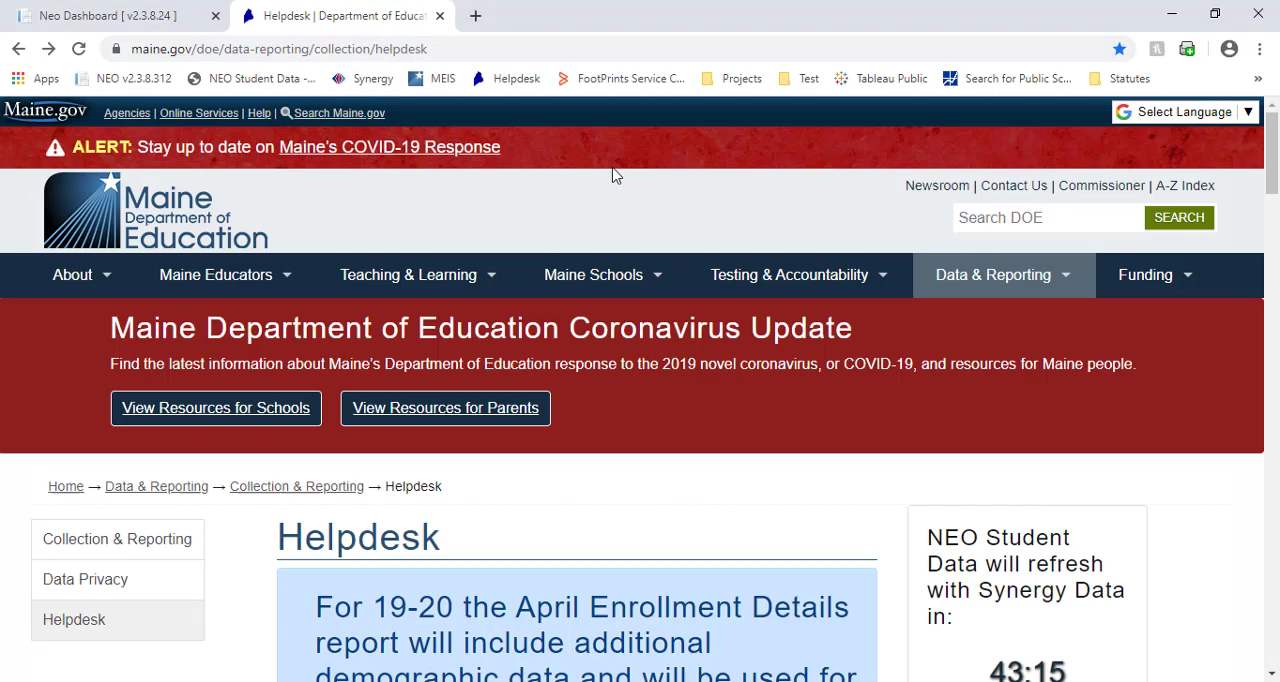 Neo Dashboard [ v2.3.8.24 ]
Helpdesk | Department of Educat
maine.gov/doe/data-reporting/collection/helpdesk
Apps NEO v2.3.8.312 NEO Student Data -... Synergy MEIS Helpdesk FootPrints Service C... Projects Test Tableau Public Search for Public Sc... Statutes »
Maine.gov Agencies | Online Services | Help | Search Maine.gov Select Language ▼
ALERT: Stay up to date on Maine's COVID-19 Response
Maine
Department of
Education
Newsroom | Contact Us | Commissioner | A-Z Index
Search DOE SEARCH
About Maine Educators Teaching & Learning Maine Schools Testing & Accountability Data & Reporting Funding
Maine Department of Education Coronavirus Update
Find the latest information about Maine's Department of Education response to the 2019 novel coronavirus, or COVID-19, and resources for Maine people.
View Resources for Schools View Resources for Parents
Home → Data & Reporting → Collection & Reporting → Helpdesk
Collection & Reporting
Data Privacy
Helpdesk
Helpdesk
For 19-20 the April Enrollment Details
report will include additional
demographic data and will be used for
NEO Student
Data will refresh
with Synergy Data
in:
43:15